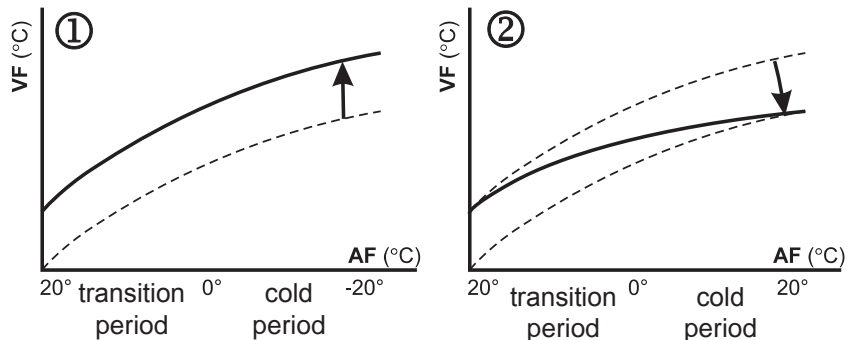 ①
VF (°C)
AF (°C)
20° transition period 0° cold period -20°
②
VF (°C)
AF (°C)
20° transition period 0° cold period 20°